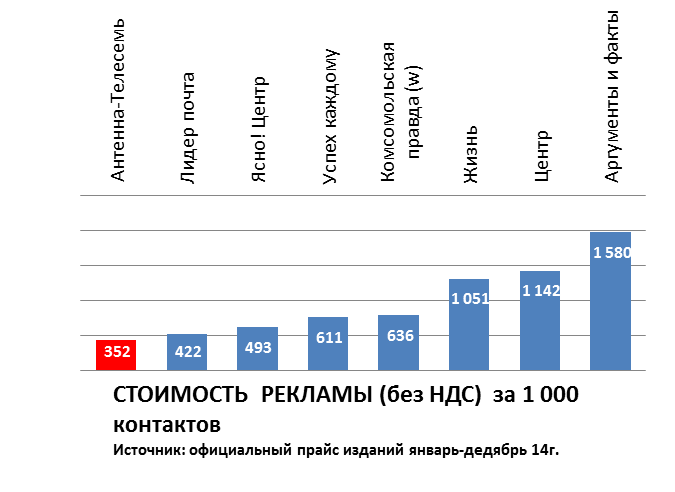 Антенна-Телесемь
Лидер почта
Ясно! Центр
Успех каждому
Комсомольская
правда (w)
Жизнь
Центр
Аргументы и факты
352
422
493
611
636
1 051
1 142
1 580
СТОИМОСТЬ РЕКЛАМЫ (без НДС) за 1 000
контактов
Источник: официальный прайс изданий январь-дедябрь 14г.